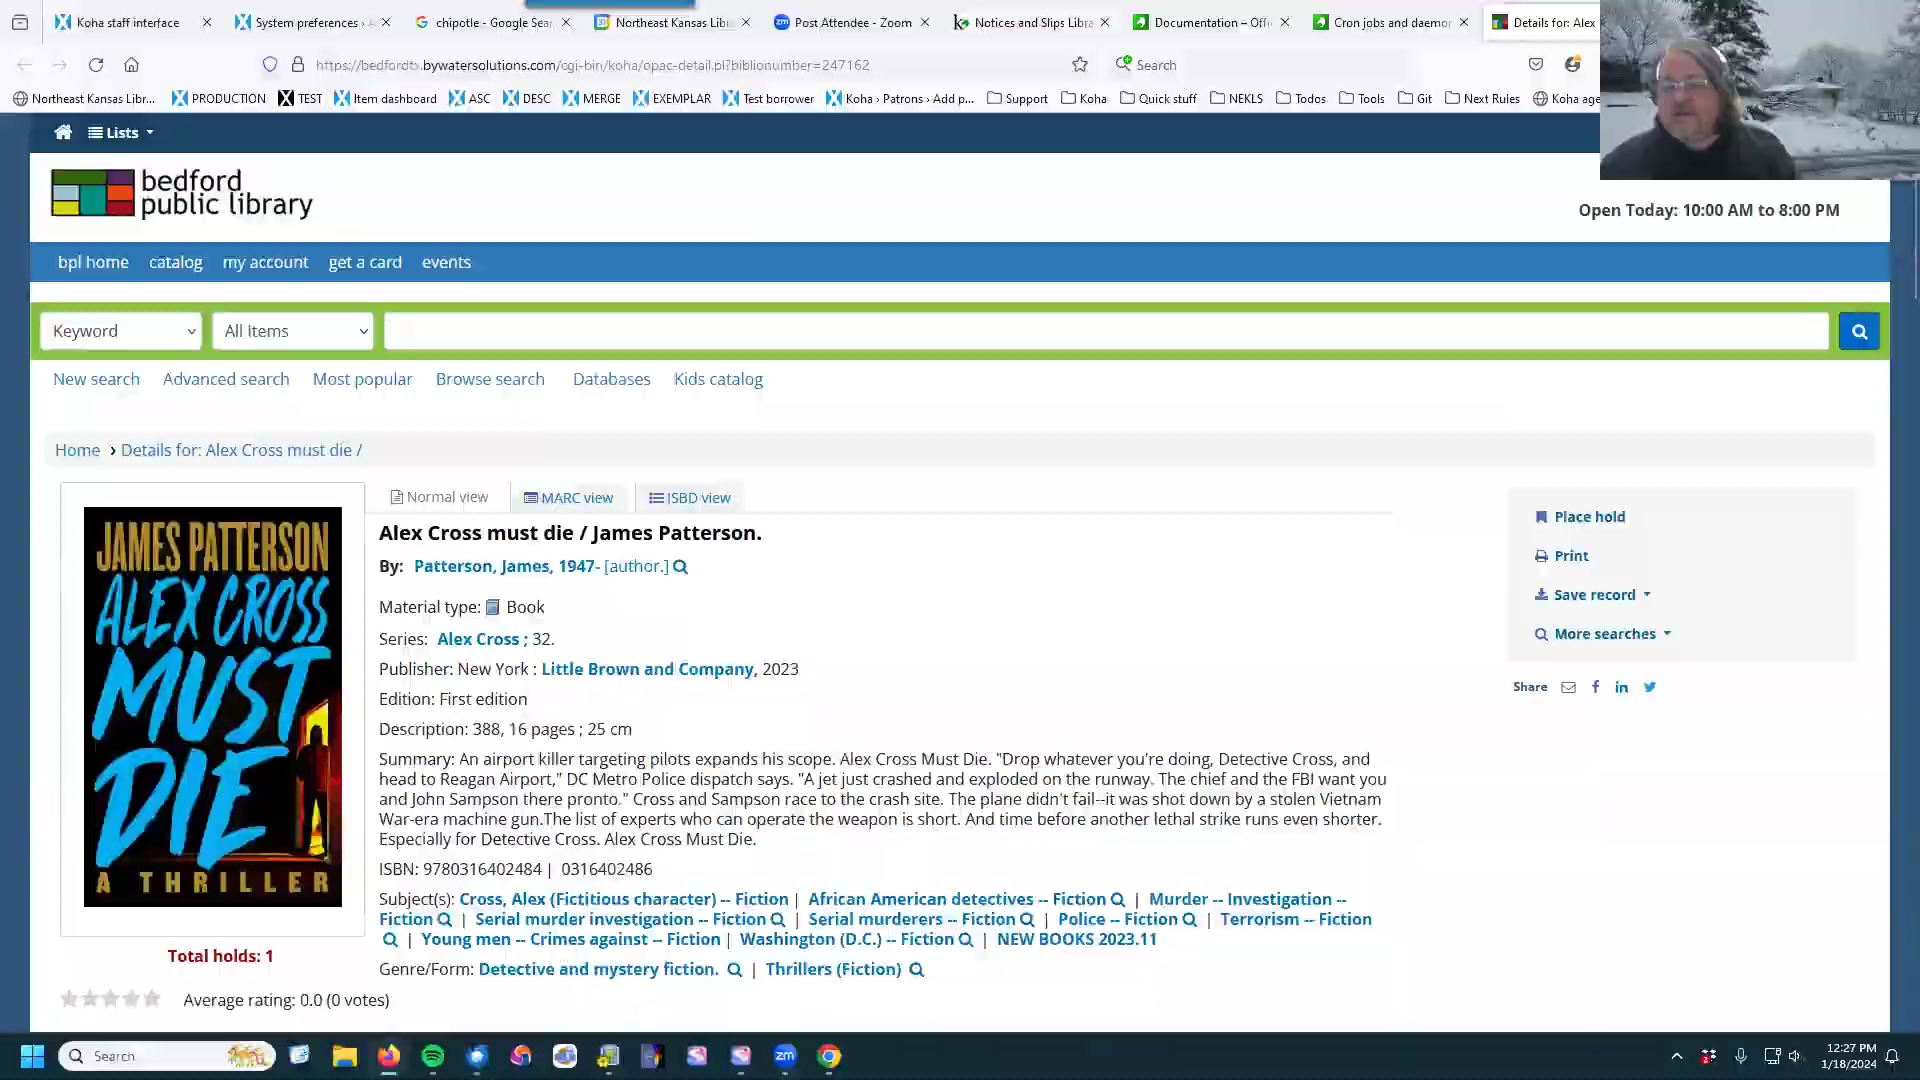 Koha staff interface
System preferences ›
chipotle - Google Sear
Northeast Kansas Libr
Post Attendee - Zoom
Notices and Slips Libra
Documentation – Offi
Cron jobs and daemor
Details for: Alex
https://bedfordtx.bywatersolutions.com/cgi-bin/koha/opac-detail.pl?biblionumber=247162
Search
Northeast Kansas Libr...
PRODUCTION
TEST
Item dashboard
ASC
DESC
MERGE
EXEMPLAR
Test borrower
Koha › Patrons › Add p...
Support
Koha
Quick stuff
NEKLS
Todos
Tools
Git
Next Rules
Koha age
Lists
bedford
public library
Open Today: 10:00 AM to 8:00 PM
bpl home catalog my account get a card events
Keyword
All Items
New search Advanced search Most popular Browse search Databases Kids catalog
Home › Details for: Alex Cross must die /
JAMES PATTERSON
ALEX CROSS
MUST
DIE
A THRILLER
Total holds: 1
Average rating: 0.0 (0 votes)
Normal view MARC view ISBD view
Alex Cross must die / James Patterson.
By: Patterson, James, 1947- [author.]
Material type: Book
Series: Alex Cross ; 32.
Publisher: New York : Little Brown and Company, 2023
Edition: First edition
Description: 388, 16 pages ; 25 cm
Summary: An airport killer targeting pilots expands his scope. Alex Cross Must Die. "Drop whatever you're doing, Detective Cross, and
head to Reagan Airport," DC Metro Police dispatch says. "A jet just crashed and exploded on the runway. The chief and the FBI want you
and John Sampson there pronto." Cross and Sampson race to the crash site. The plane didn't fail--it was shot down by a stolen Vietnam
War-era machine gun.The list of experts who can operate the weapon is short. And time before another lethal strike runs even shorter.
Especially for Detective Cross. Alex Cross Must Die.
ISBN: 9780316402484 | 0316402486
Subject(s): Cross, Alex (Fictitious character) -- Fiction | African American detectives -- Fiction | Murder -- Investigation --
Fiction | Serial murder investigation -- Fiction | Serial murderers -- Fiction | Police -- Fiction | Terrorism -- Fiction
| Young men -- Crimes against -- Fiction | Washington (D.C.) -- Fiction | NEW BOOKS 2023.11
Genre/Form: Detective and mystery fiction. | Thrillers (Fiction)
Place hold
Print
Save record
More searches
Share
Search
12:27 PM
1/18/2024